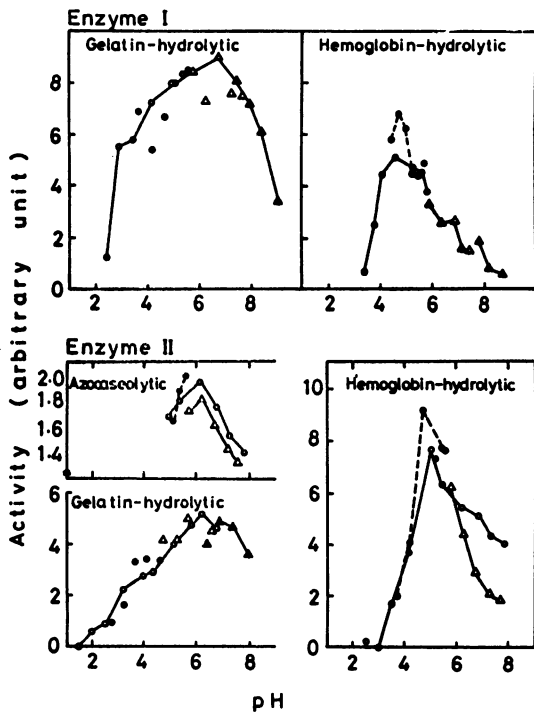 Enzyme I
Gelatin-hydrolytic
Hemoglobin-hydrolytic
8
6
4
2
0
2 4 6 8
2 4 6 8
Activity (arbitrary unit)
Enzyme II
Azocaseolytic
2.0
1.8
1.6
1.4
Gelatin-hydrolytic
6
4
2
0
2 4 6 8
Hemoglobin-hydrolytic
10
8
6
4
2
0
2 4 6 8
pH